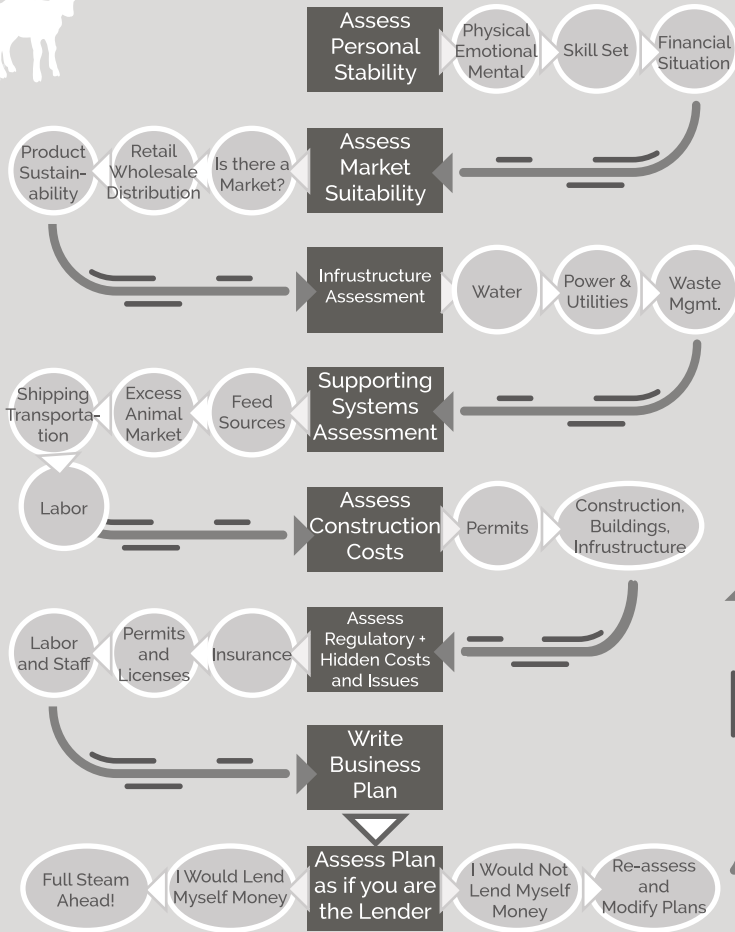 Assess
Personal
Stability
Physical
Emotional
Mental
Skill Set
Financial
Situation
Assess
Market
Suitability
Is there a
Market?
Retail
Wholesale
Distribution
Product
Sustain-
ability
Infrustructure
Assessment
Water
Power &
Utilities
Waste
Mgmt.
Supporting
Systems
Assessment
Feed
Sources
Excess
Animal
Market
Shipping
Transporta-
tion
Labor
Assess
Construction
Costs
Permits
Construction,
Buildings,
Infrustructure
Assess
Regulatory +
Hidden Costs
and Issues
Insurance
Permits
and
Licenses
Labor
and Staff
Write
Business
Plan
Assess Plan
as if you are
the Lender
I Would Lend
Myself Money
Full Steam
Ahead!
I Would Not
Lend Myself
Money
Re-assess
and
Modify Plans